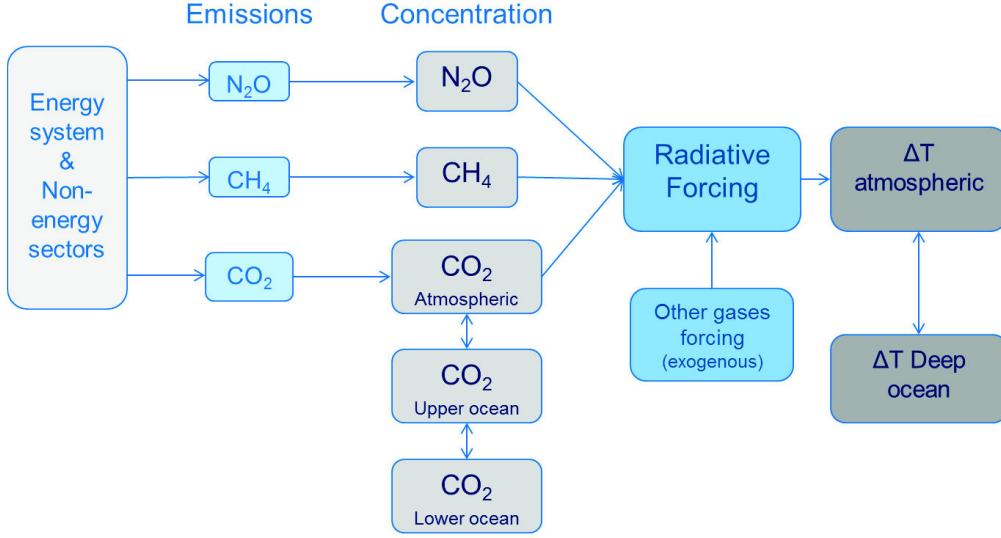 Emissions
Concentration
Energy
system
&
Non-
energy
sectors
N₂O
CH₄
CO₂
N₂O
CH₄
CO₂
Atmospheric
CO₂
Upper ocean
CO₂
Lower ocean
Radiative
Forcing
Other gases
forcing
(exogenous)
ΔT
atmospheric
ΔT Deep
ocean